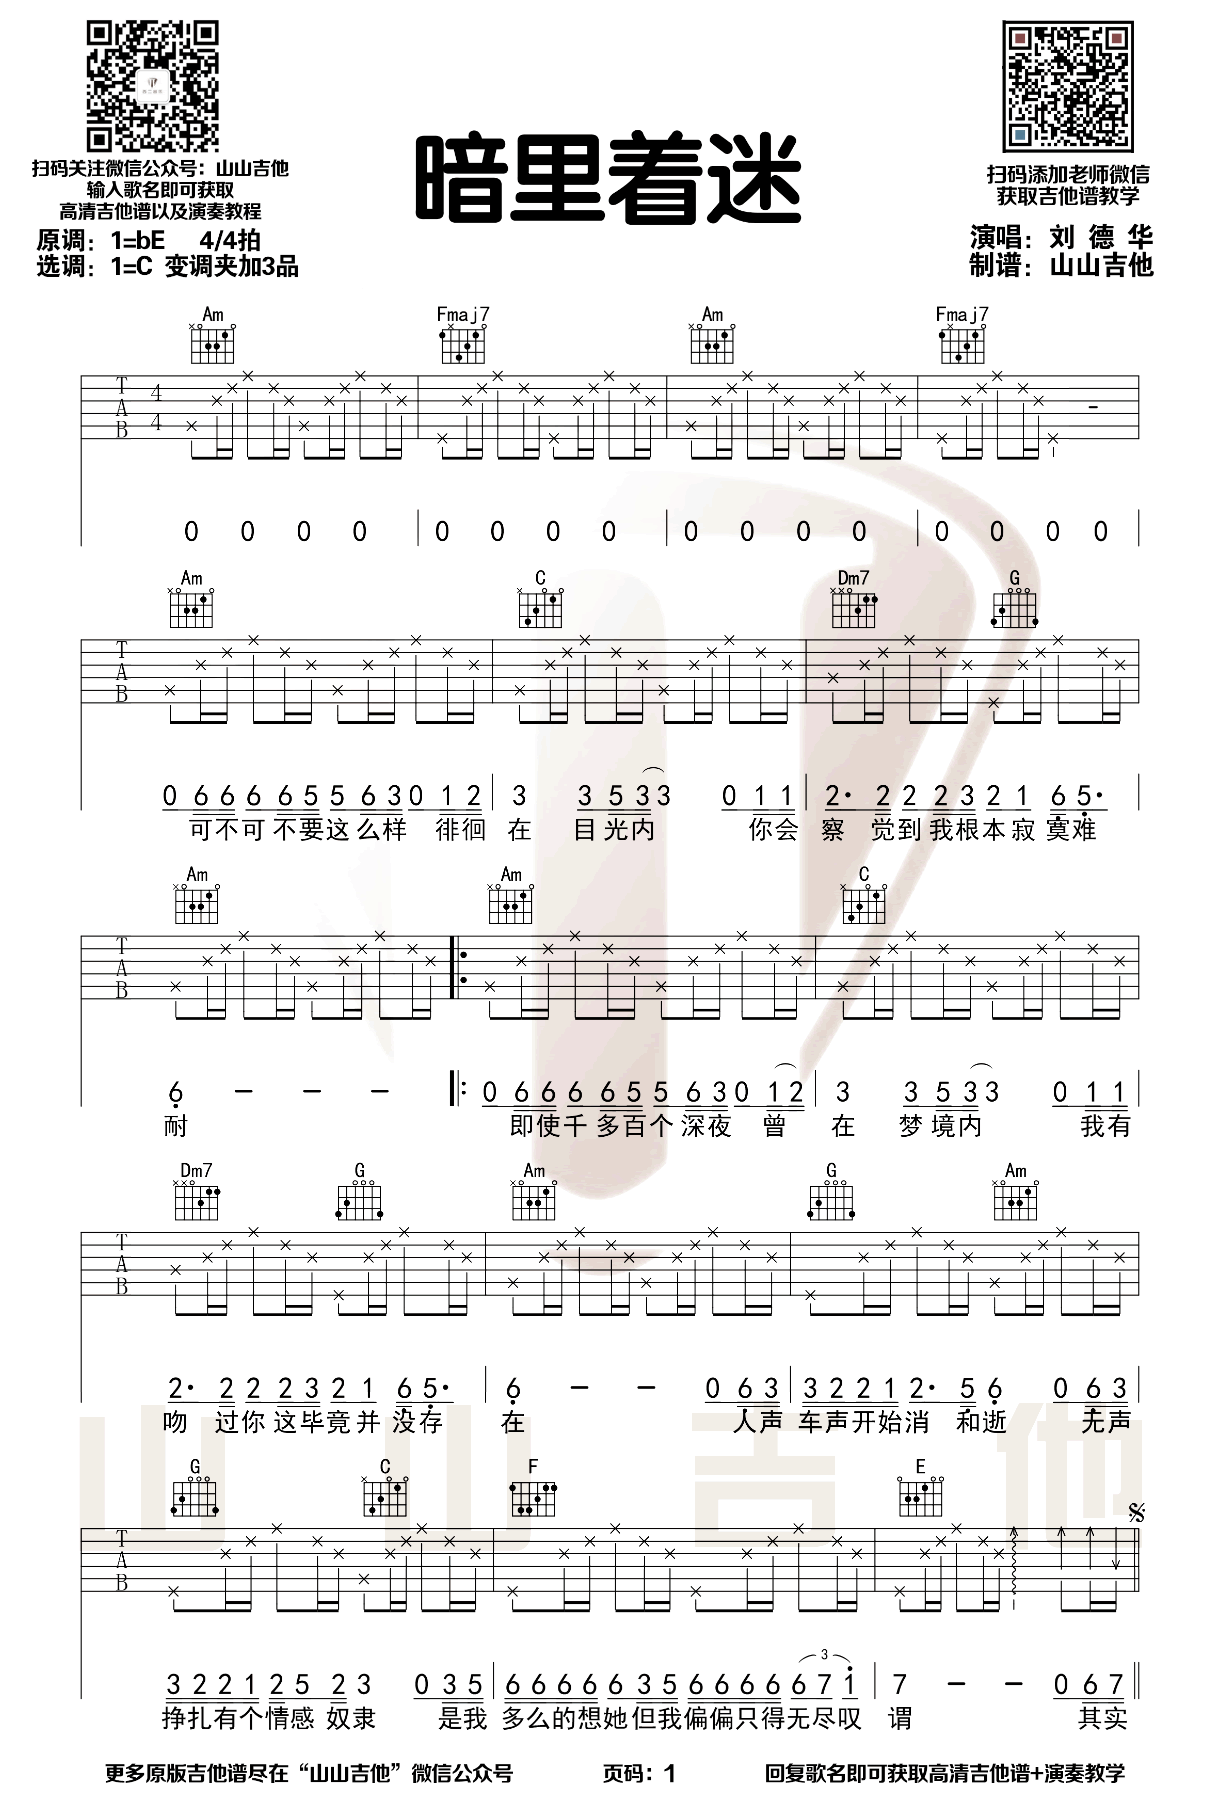 扫码关注微信公众号：山山吉他
输入歌名即可获取
高清吉他谱以及演奏教程
原调：1=bE 4/4拍
选调：1=C 变调夹加3品
暗里着迷
扫码添加老师微信
获取吉他谱教学
演唱：刘 德 华
制谱：山山吉他
Am Fmaj7 Am Fmaj7
T A B 4 4
0 0 0 0 0 0 0 0 0 0 0 0 0 0 0 0
Am C Dm7 G
T A B
0 6 6 6 6 5 5 6 3 0 1 2 3 3 5 3 3 0 1 1 2· 2 2 2 3 2 1 6 5·
可不可不要这么样 徘徊 在 目光内 你会 察 觉到我根本寂寞难
Am Am C
T A B
6 - - - 0 6 6 6 6 5 5 6 3 0 1 2 3 3 5 3 3 0 1 1
耐 即使千多百个深夜 曾 在 梦境内 我有
Dm7 G Am G Am
T A B
2· 2 2 2 3 2 1 6 5· 6 - - 0 6 3 3 2 2 1 2· 5 6 0 6 3
吻 过你这毕竟并没存 在 人声 车声开始消 和逝 无声
G C F E
T A B
3 2 2 1 2 5 2 3 0 3 5 6 6 6 6 6 3 5 6 6 6 6 6 7 1 7 - - 0 6 7
3
挣扎有个情感 奴隶 是我 多么的想她但我偏偏只得无尽叹 谓 其实
山山吉他
更多原版吉他谱尽在“山山吉他”微信公众号 页码：1 回复歌名即可获取高清吉他谱+演奏教学